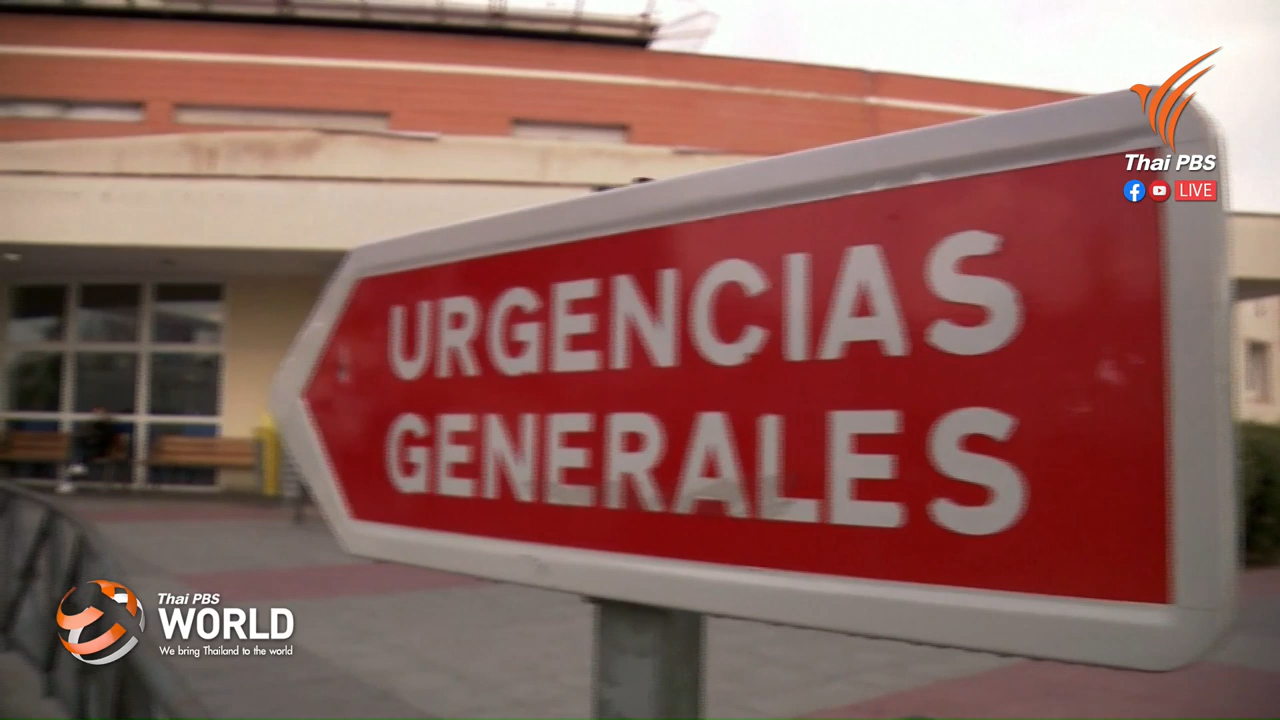 Thai PBS
LIVE
URGENCIAS
GENERALES
Thai PBS
WORLD
We bring Thailand to the world